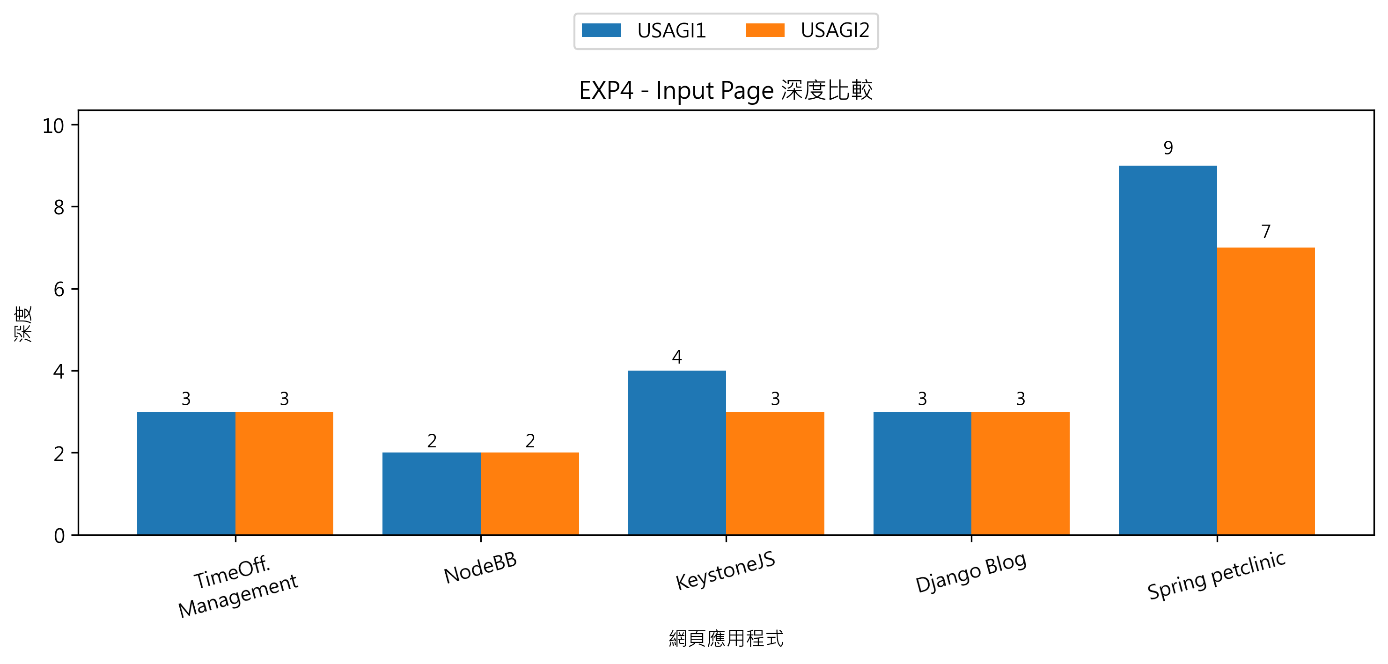 USAGI1 USAGI2
EXP4 - Input Page 深度比較
10
8
6
4
2
0
深度
3 3 2 2 4 3 3 3 9 7
TimeOff.
Management
NodeBB
KeystoneJS
Django Blog
Spring petclinic
網頁應用程式